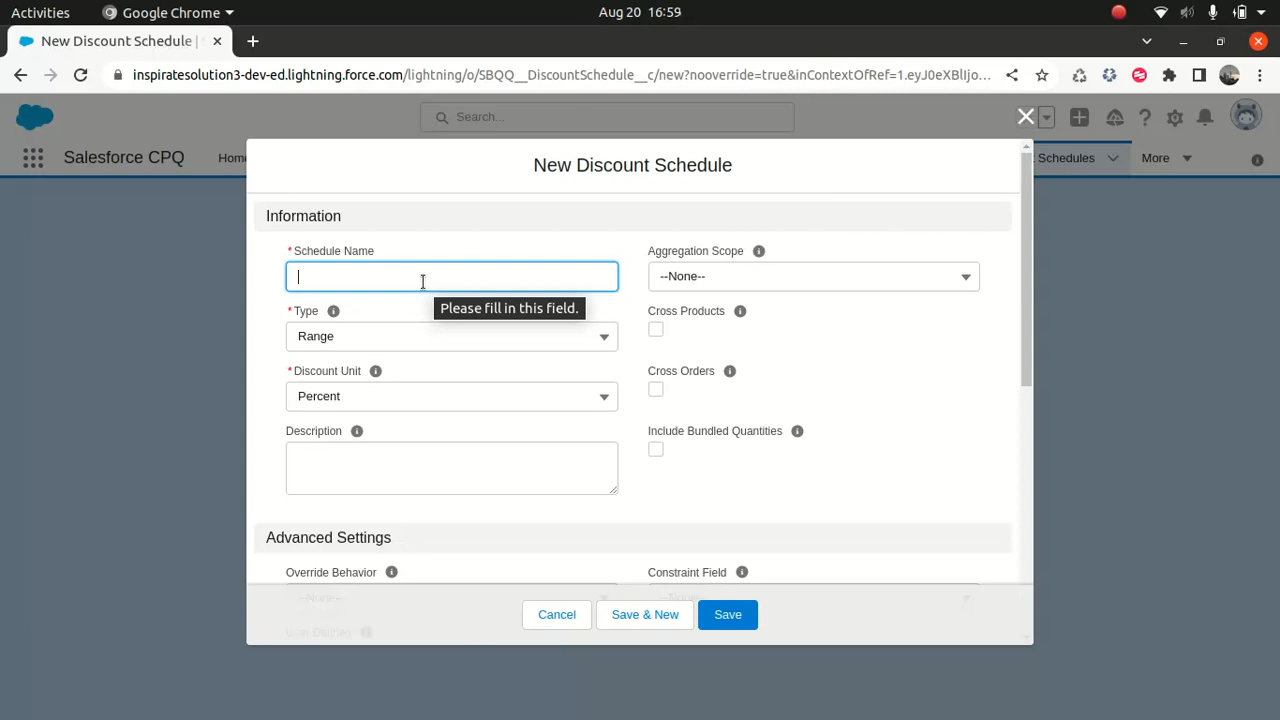 Activities
Google Chrome
Aug 20 16:59
New Discount Schedule |
inspiratesolution3-dev-ed.lightning.force.com/lightning/o/SBQQ__DiscountSchedule__c/new?nooverride=true&inContextOfRef=1.eyJ0eXBlIjo...
Search...
Salesforce CPQ
Hom
Schedules
More
New Discount Schedule
Information
*Schedule Name
Aggregation Scope
--None--
Please fill in this field.
*Type
Cross Products
Range
*Discount Unit
Cross Orders
Percent
Description
Include Bundled Quantities
Advanced Settings
Override Behavior
Constraint Field
--None--
--None--
Cancel
Save & New
Save